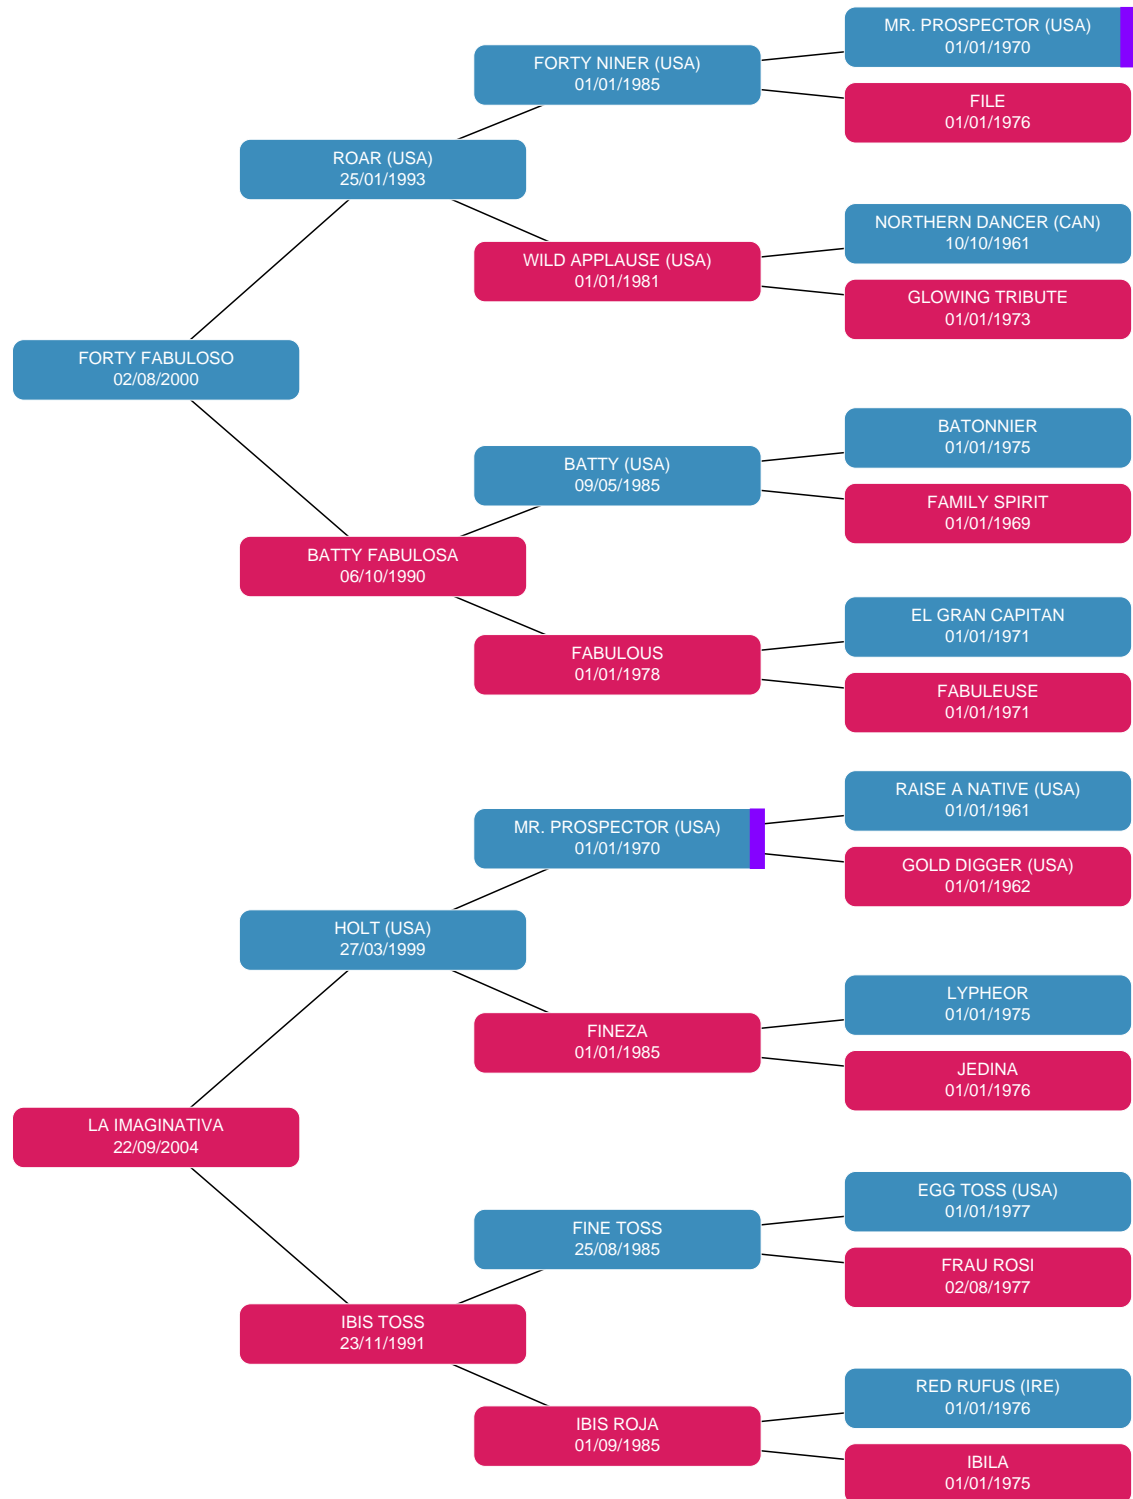 MR. PROSPECTOR (USA)
01/01/1970
FORTY NINER (USA)
01/01/1985
FILE
01/01/1976
ROAR (USA)
25/01/1993
NORTHERN DANCER (CAN)
10/10/1961
WILD APPLAUSE (USA)
01/01/1981
GLOWING TRIBUTE
01/01/1973
FORTY FABULOSO
02/08/2000
BATONNIER
01/01/1975
BATTY (USA)
09/05/1985
FAMILY SPIRIT
01/01/1969
BATTY FABULOSA
06/10/1990
EL GRAN CAPITAN
01/01/1971
FABULOUS
01/01/1978
FABULEUSE
01/01/1971
RAISE A NATIVE (USA)
01/01/1961
MR. PROSPECTOR (USA)
01/01/1970
GOLD DIGGER (USA)
01/01/1962
HOLT (USA)
27/03/1999
LYPHEOR
01/01/1975
FINEZA
01/01/1985
JEDINA
01/01/1976
LA IMAGINATIVA
22/09/2004
EGG TOSS (USA)
01/01/1977
FINE TOSS
25/08/1985
FRAU ROSI
02/08/1977
IBIS TOSS
23/11/1991
RED RUFUS (IRE)
01/01/1976
IBIS ROJA
01/09/1985
IBILA
01/01/1975